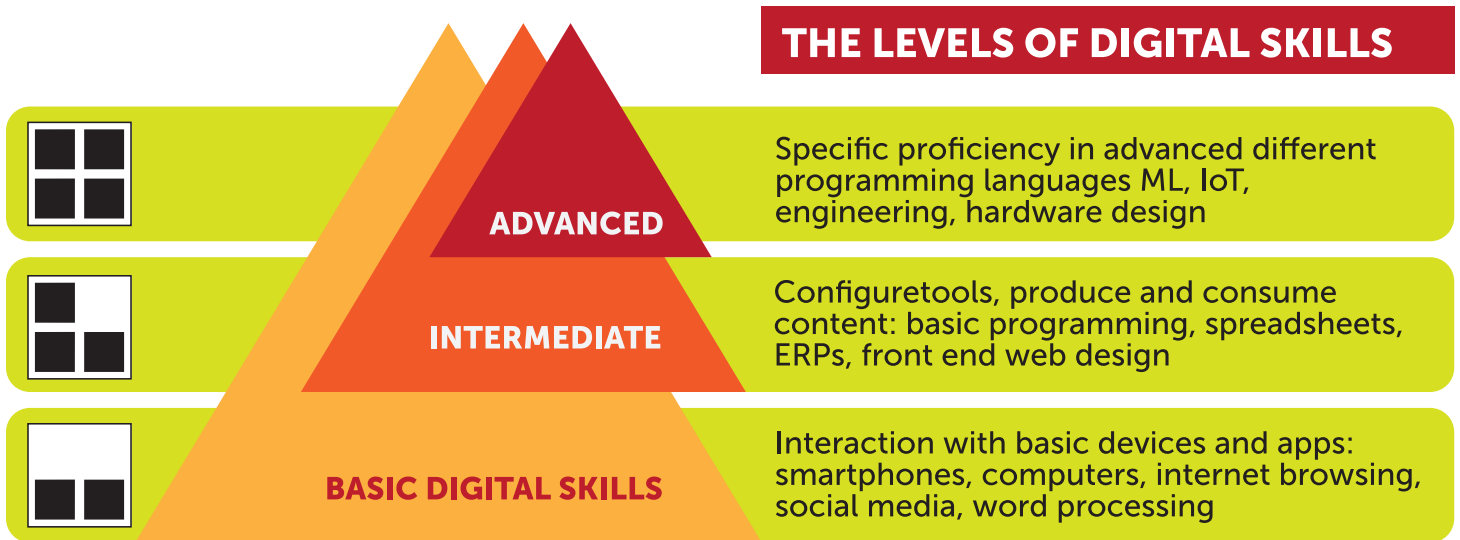 THE LEVELS OF DIGITAL SKILLS
ADVANCED
Specific proficiency in advanced different
programming languages ML, IoT,
engineering, hardware design
INTERMEDIATE
Configuretools, produce and consume
content: basic programming, spreadsheets,
ERPs, front end web design
BASIC DIGITAL SKILLS
Interaction with basic devices and apps:
smartphones, computers, internet browsing,
social media, word processing